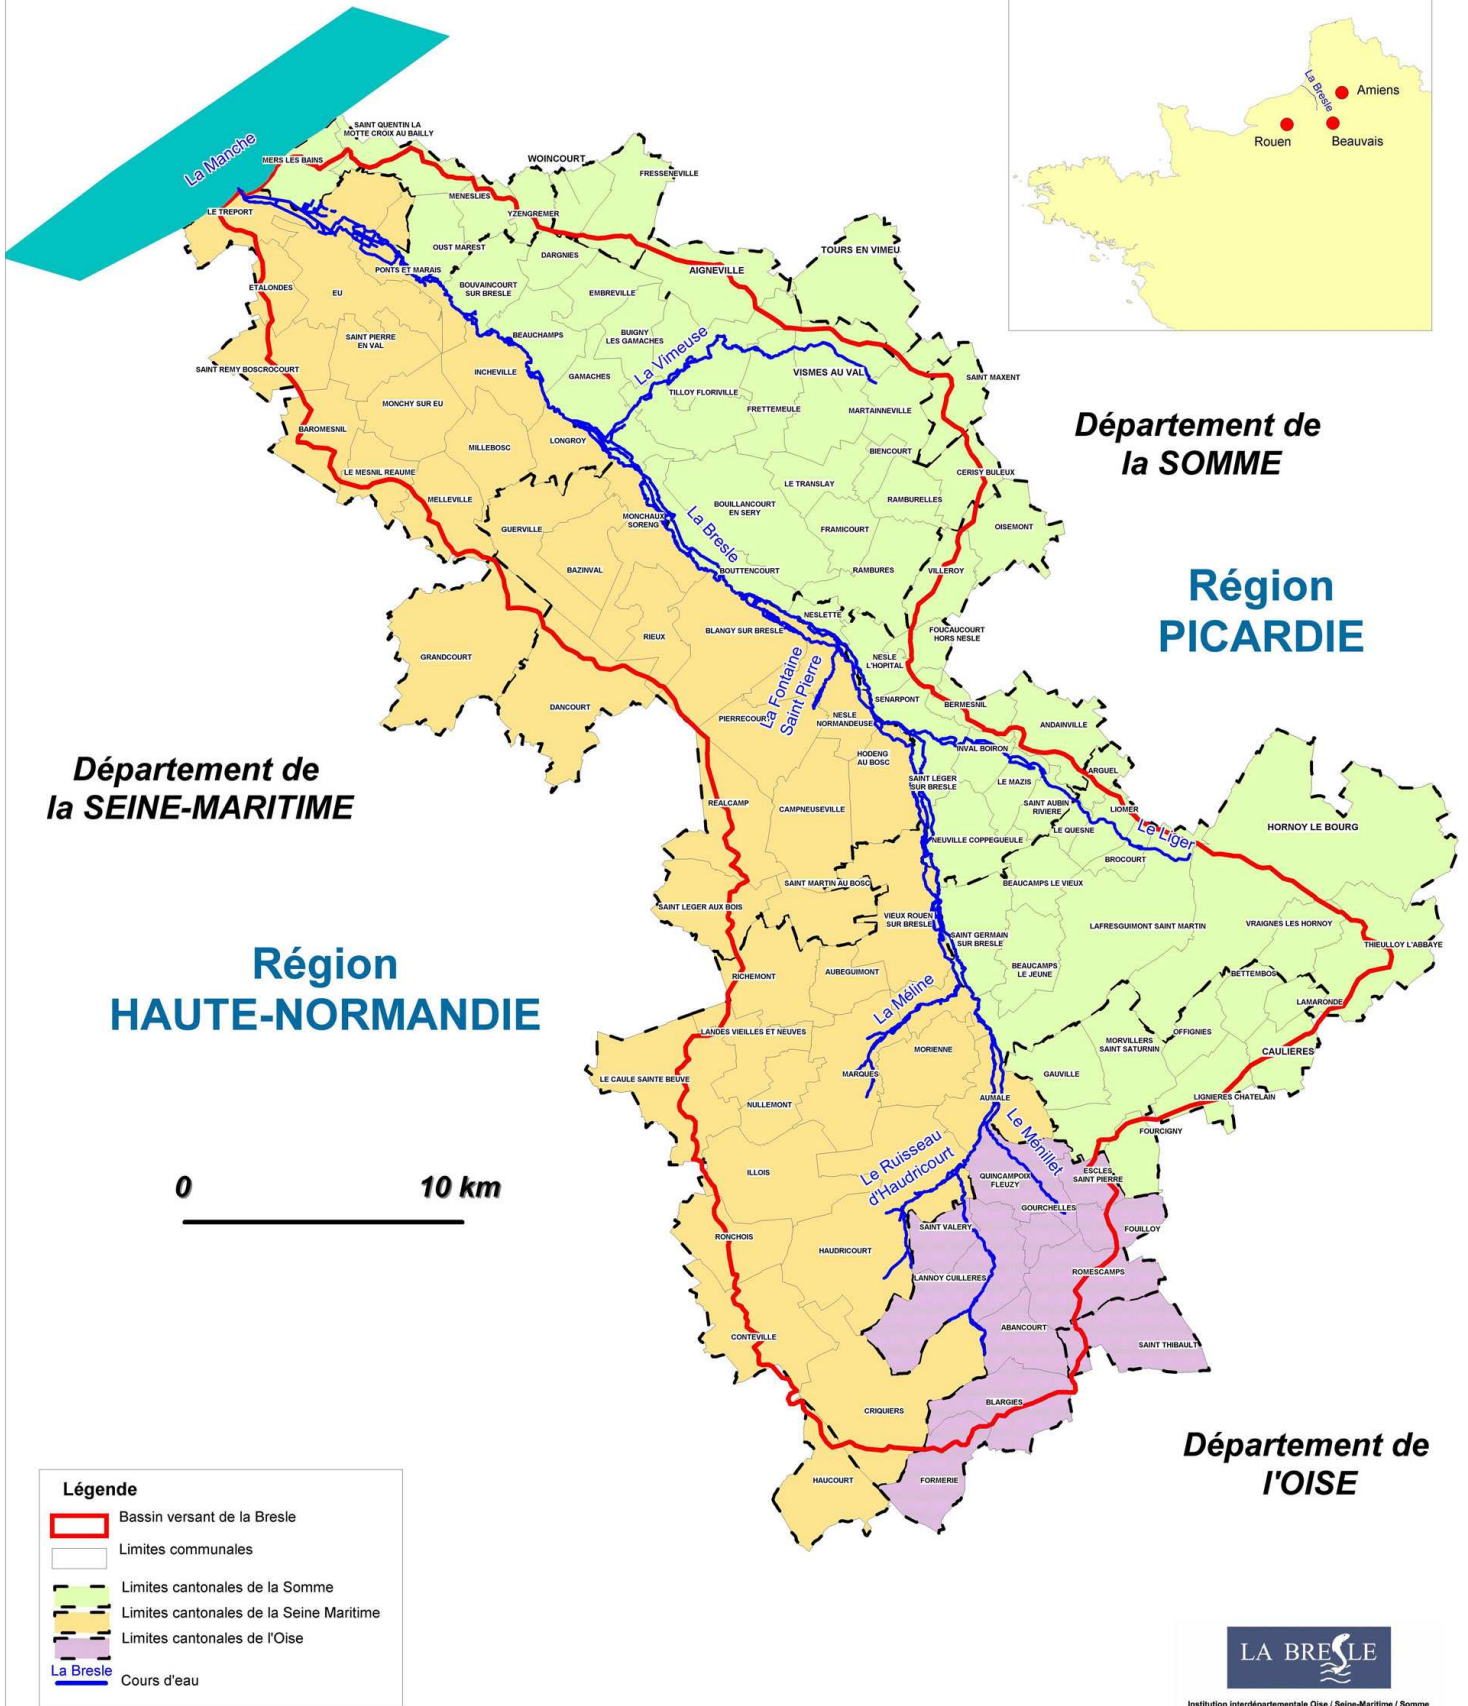 La Manche
SAINT QUENTIN LA
MOTTE CROIX AU BAILLY
MERS LES BAINS
WOINCOURT
FRESSENEVILLE
LE TREPORT
MENESLIES
YZENGREMER
OUST MAREST
DARGNIES
TOURS EN VIMEU
AIGNEVILLE
PONTS ET MARAIS
ETALONDES
EU
BOUVAINCOURT
SUR BRESLE
EMBREVILLE
SAINT PIERRE
EN VAL
BEAUCHAMPS
BUIGNY
LES GAMACHES
La Vimeuse
SAINT REMY BOSCROCOURT
INCHEVILLE
GAMACHES
VISMES AU VAL
SAINT MAXENT
TILLOY FLORIVILLE
MONCHY SUR EU
FRETTEMEULE
MARTAINNEVILLE
BAROMESNIL
MILLEBOSC
LONGROY
BIENCOURT
LE MESNIL REAUME
CERISY BULEUX
LE TRANSLAY
MELLEVILLE
RAMBURELLES
BOUILLANCOURT
EN SERY
GUERVILLE
MONCHAUX
SORENG
La Bresle
FRAMICOURT
OISEMONT
BAZINVAL
BOUTTENCOURT
RAMBURES
VILLEROY
NESLETTE
RIEUX
BLANGY SUR BRESLE
FOUCAUCOURT
HORS NESLE
GRANDCOURT
NESLE
L'HOPITAL
La Fontaine
Saint Pierre
DANCOURT
SENARPONT
BERMESNIL
PIERRECOURT
NESLE
NORMANDEUSE
ANDAINVILLE
HODENG
AU BOSC
INVAL BOIRON
ARGUEL
SAINT LEGER
SUR BRESLE
LE MAZIS
REALCAMP
CAMPNEUSEVILLE
SAINT AUBIN
RIVIERE
LIOMER
LE QUESNE
Le Liger
HORNOY LE BOURG
NEUVILLE COPPEGUEULE
BROCOURT
SAINT MARTIN AU BOSC
BEAUCAMPS LE VIEUX
SAINT LEGER AUX BOIS
VIEUX ROUEN
SUR BRESLE
LAFRESGUIMONT SAINT MARTIN
VRAIGNES LES HORNOY
SAINT GERMAIN
SUR BRESLE
THIEULLOY L'ABBAYE
RICHEMONT
AUBEGUIMONT
BEAUCAMPS
LE JEUNE
BETTEMBOS
La Méline
LAMARONDE
LANDES VIEILLES ET NEUVES
OFFIGNIES
MORVILLERS
SAINT SATURNIN
MORIENNE
CAULIERES
LE CAULE SAINTE BEUVE
MARQUES
GAUVILLE
NULLEMONT
AUMALE
LIGNIERES CHATELAIN
Le Ménillet
FOURCIGNY
Le Ruisseau
d'Haudricourt
ILLOIS
QUINCAMPOIX
FLEUZY
ESCLES
SAINT PIERRE
GOURCHELLES
SAINT VALERY
FOUILLOY
RONCHOIS
HAUDRICOURT
LANNOY CUILLERES
ROMESCAMPS
CONTEVILLE
ABANCOURT
SAINT THIBAULT
CRIQUIERS
BLARGIES
HAUCOURT
FORMERIE
Département de
la SOMME
Région
PICARDIE
Département de
la SEINE-MARITIME
Région
HAUTE-NORMANDIE
0 10 km
Département de
l'OISE
La Bresle
Amiens
Rouen
Beauvais
Légende
Bassin versant de la Bresle
Limites communales
Limites cantonales de la Somme
Limites cantonales de la Seine Maritime
Limites cantonales de l'Oise
La Bresle
Cours d'eau
LA BRESLE
Institution interdépartementale Oise / Seine-Maritime / Somme